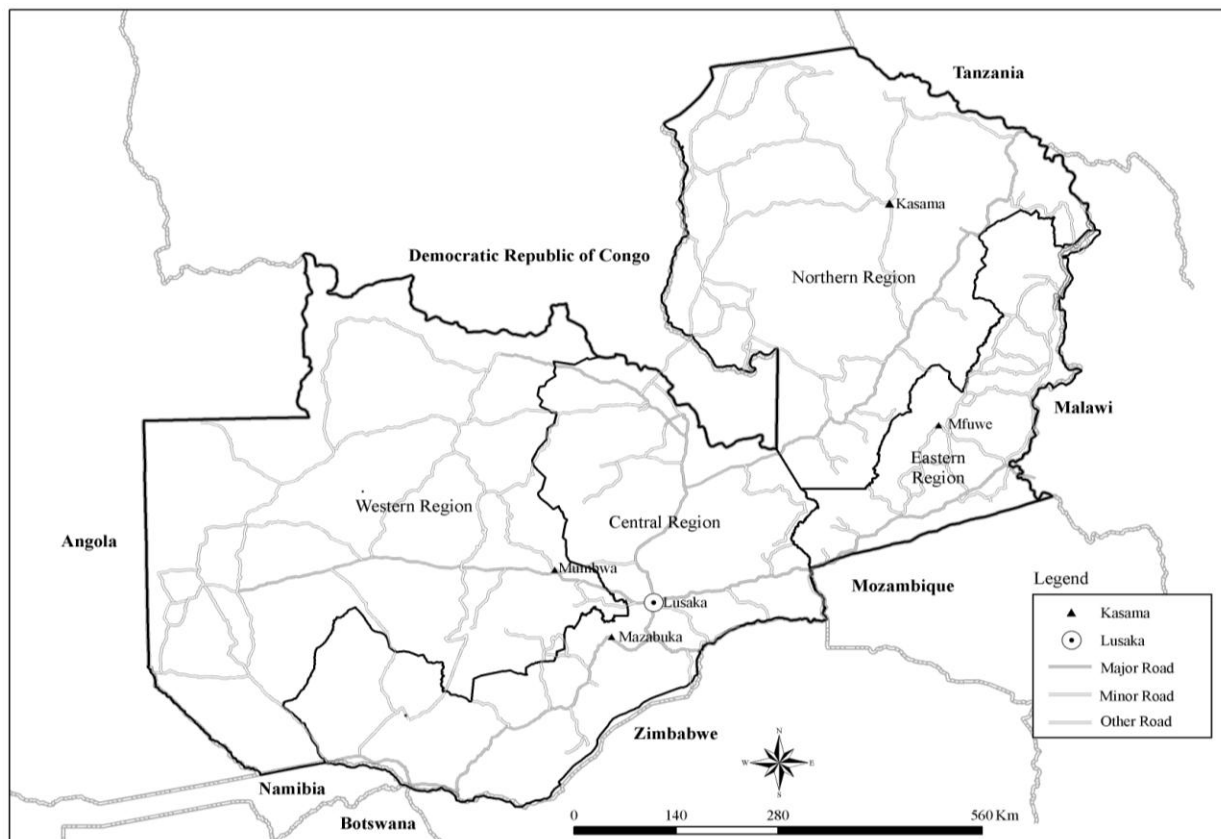 Tanzania
Kasama
Democratic Republic of Congo
Northern Region
Malawi
Mfuwe
Eastern
Region
Western Region
Central Region
Angola
Mumbwa
Mozambique
Lusaka
Mazabuka
Zimbabwe
Namibia
Botswana
Legend
Kasama
Lusaka
Major Road
Minor Road
Other Road
N
W E
S
0 140 280 560 Km